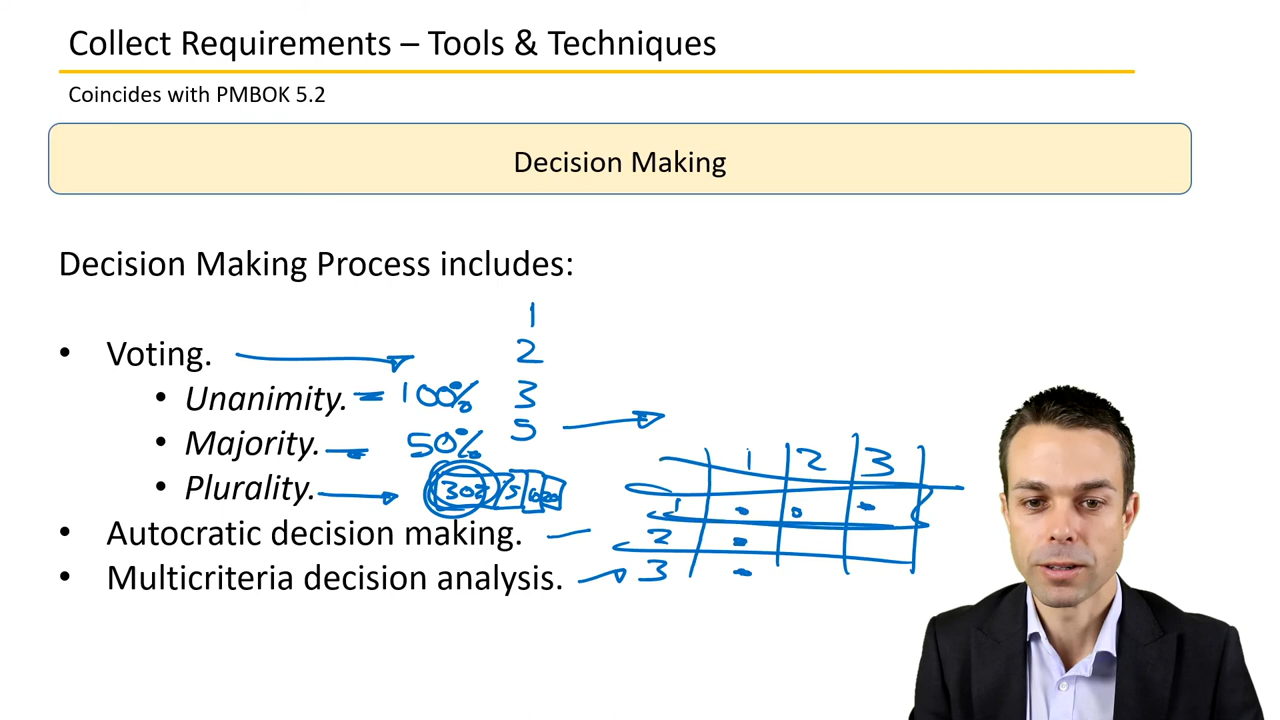 Collect Requirements – Tools & Techniques
Coincides with PMBOK 5.2
Decision Making
Decision Making Process includes:
1
• Voting.
2
• Unanimity. = 100%
3
• Majority. = 50%
5
• Plurality.
• Autocratic decision making.
• Multicriteria decision analysis.
1 2 3
1
2
3